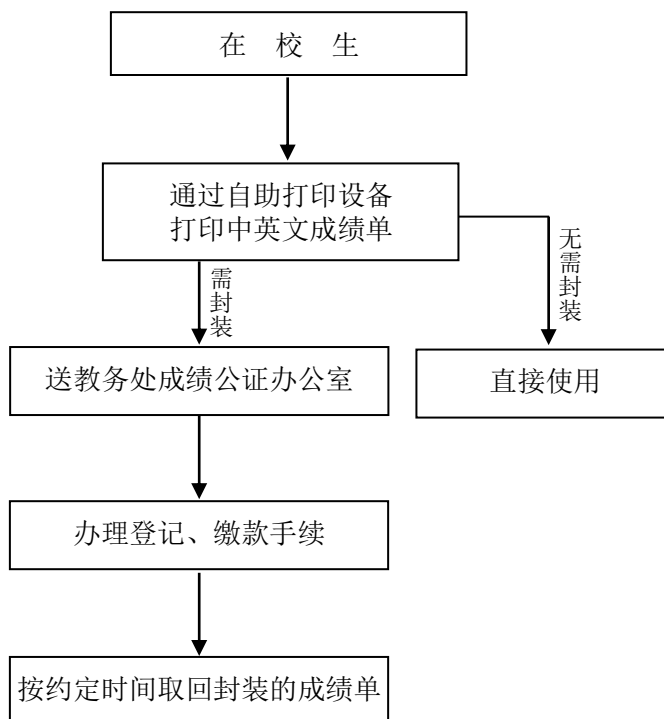 在 校 生
通过自助打印设备
打印中英文成绩单
需封装
无需封装
送教务处成绩公证办公室
直接使用
办理登记、缴款手续
按约定时间取回封装的成绩单